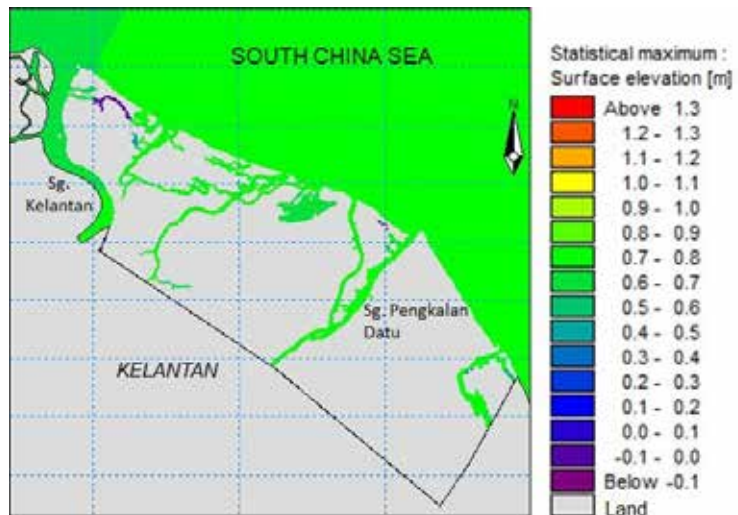 SOUTH CHINA SEA
N
Sg.
Kelantan
Sg. Pengkalan
Datu
KELANTAN
Statistical maximum :
Surface elevation [m]
Above 1.3
1.2 - 1.3
1.1 - 1.2
1.0 - 1.1
0.9 - 1.0
0.8 - 0.9
0.7 - 0.8
0.6 - 0.7
0.5 - 0.6
0.4 - 0.5
0.3 - 0.4
0.2 - 0.3
0.1 - 0.2
0.0 - 0.1
-0.1 - 0.0
Below -0.1
Land